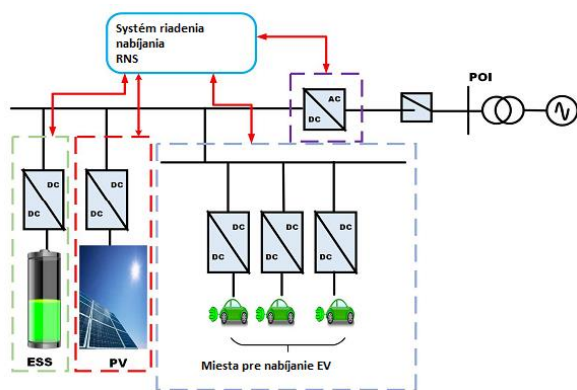 Systém riadenia
nabíjania
RNS
POI
AC
DC
DC
DC
DC
DC
DC
DC
DC
DC
DC
DC
ESS
PV
Miesta pre nabíjanie EV